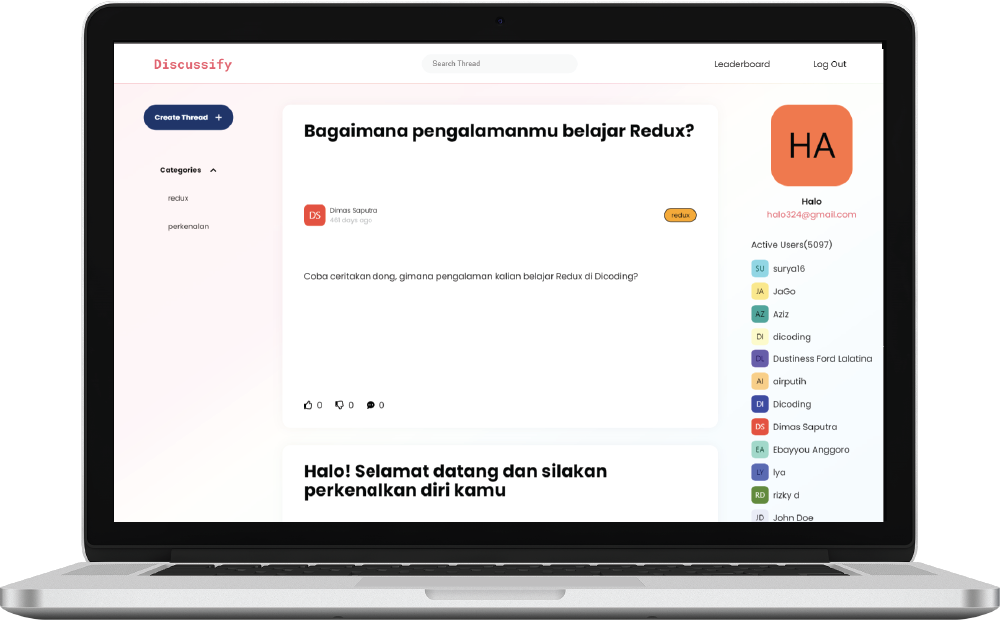 Discussify
Search Thread
Leaderboard
Log Out
Create Thread +
Categories
redux
perkenalan
Bagaimana pengalamanmu belajar Redux?
DS
Dimas Saputra
481 days ago
redux
Coba ceritakan dong, gimana pengalaman kalian belajar Redux di Dicoding?
0
0
0
Halo! Selamat datang dan silakan
perkenalkan diri kamu
HA
Halo
halo324@gmail.com
Active Users(5097)
SU surya16
JA JaGo
AZ Aziz
DI dicoding
DL Dustiness Ford Lalatina
AI airputih
DI Dicoding
DS Dimas Saputra
EA Ebayyou Anggoro
LY lya
RD rizky d
JD John Doe